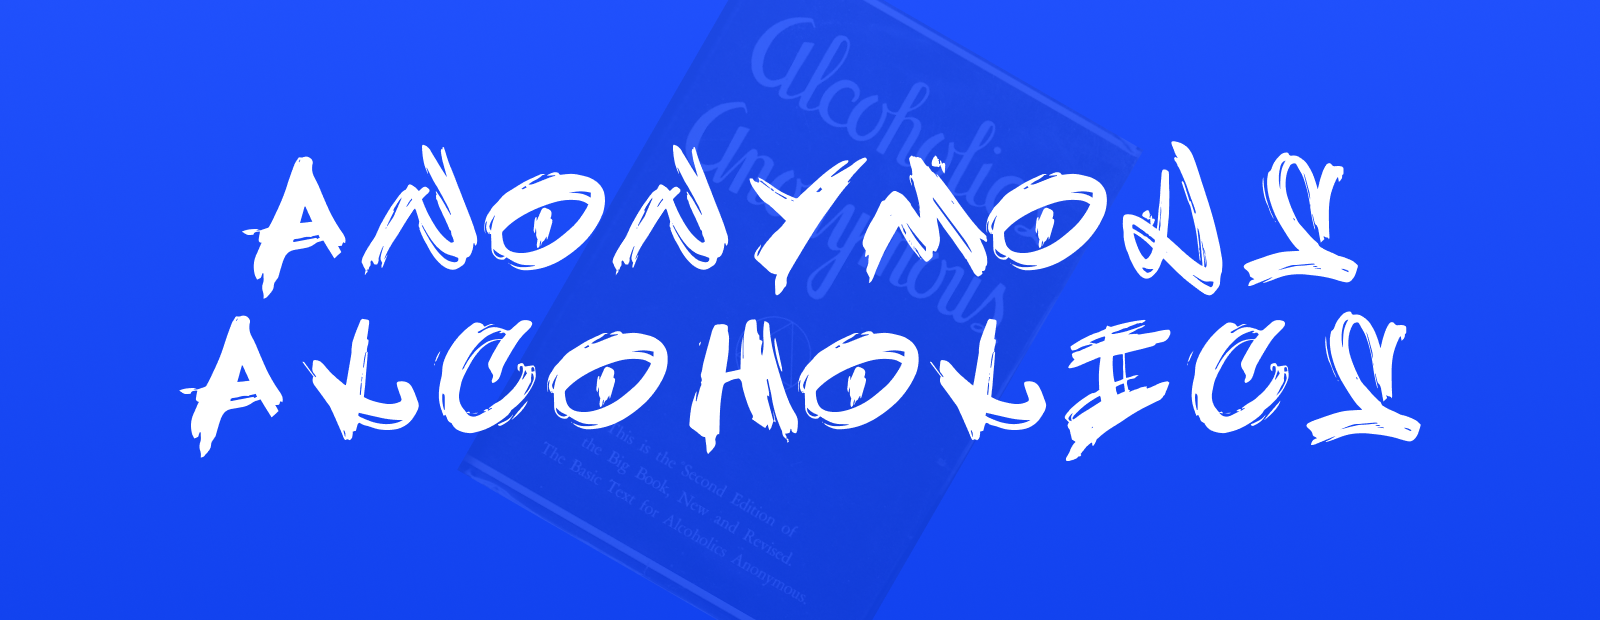 ANONYMOUS
ALCOHOLICS
Alcoholics
Anonymous
This is the Second Edition of
the Big Book, New and Revised.
The Basic Text for Alcoholics Anonymous.